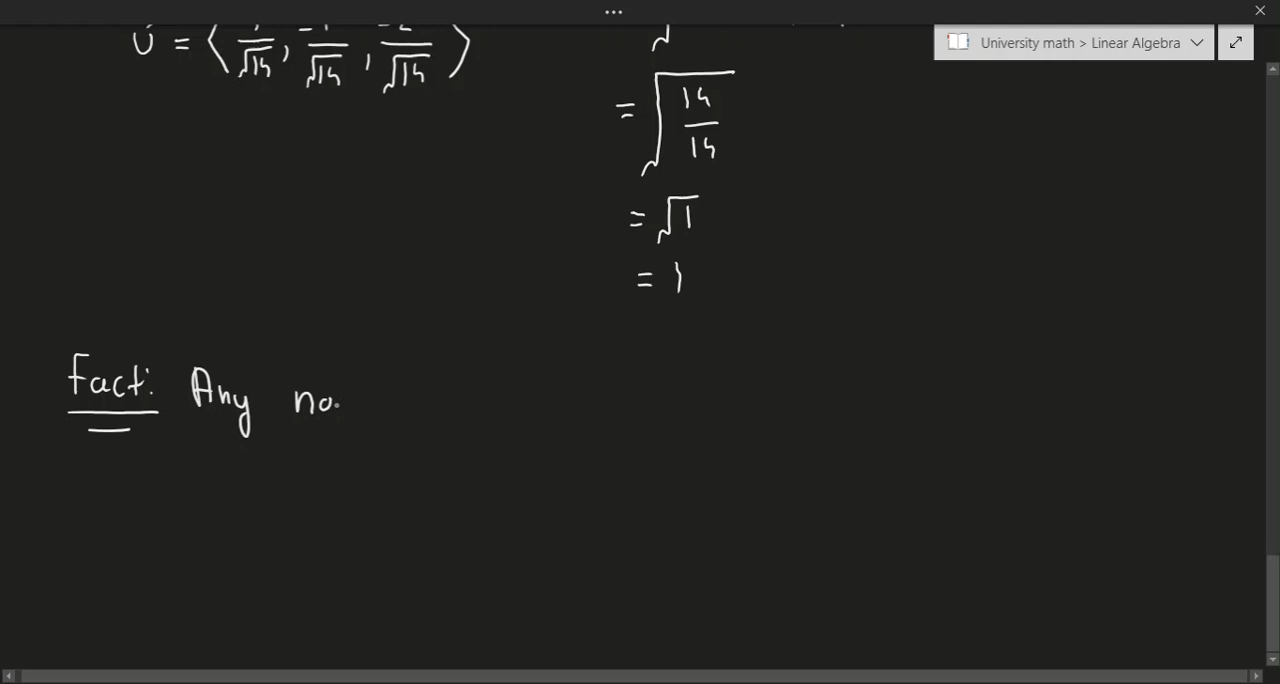 University math > Linear Algebra
= √(14/14)
= √1
= 1
Fact: Any no